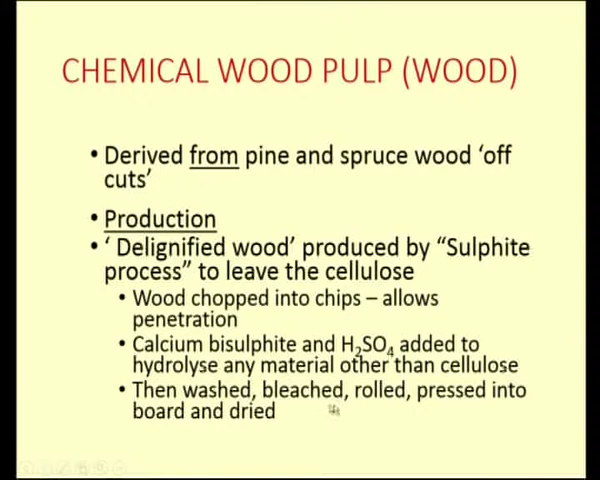 CHEMICAL WOOD PULP (WOOD)
• Derived from pine and spruce wood ‘off
cuts’
• Production
• ‘ Delignified wood’ produced by “Sulphite
process” to leave the cellulose
• Wood chopped into chips – allows
penetration
• Calcium bisulphite and H₂SO₄ added to
hydrolyse any material other than cellulose
• Then washed, bleached, rolled, pressed into
board and dried